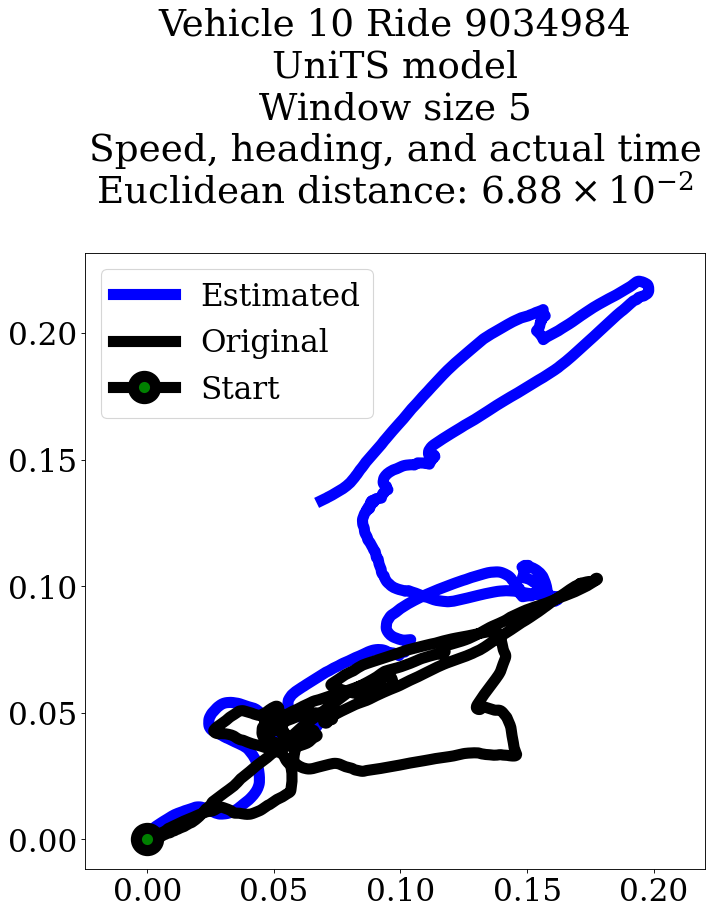 Vehicle 10 Ride 9034984
UniTS model
Window size 5
Speed, heading, and actual time
Euclidean distance: $6.88 \times 10^{-2}$
Estimated
Original
Start
0.20
0.15
0.10
0.05
0.00
0.00 0.05 0.10 0.15 0.20